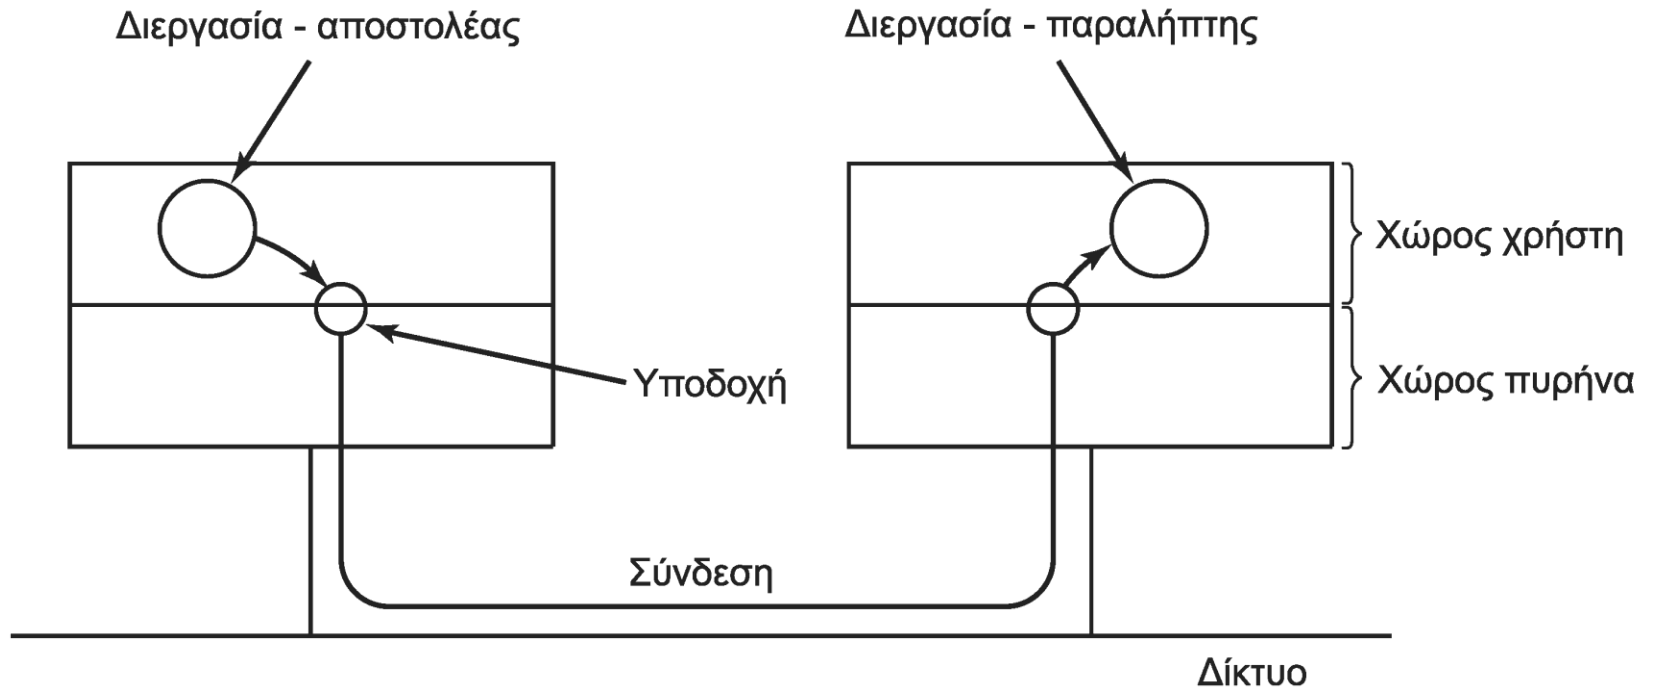 Διεργασία - αποστολέας
Διεργασία - παραλήπτης
Χώρος χρήστη
Υποδοχή
Χώρος πυρήνα
Σύνδεση
Δίκτυο